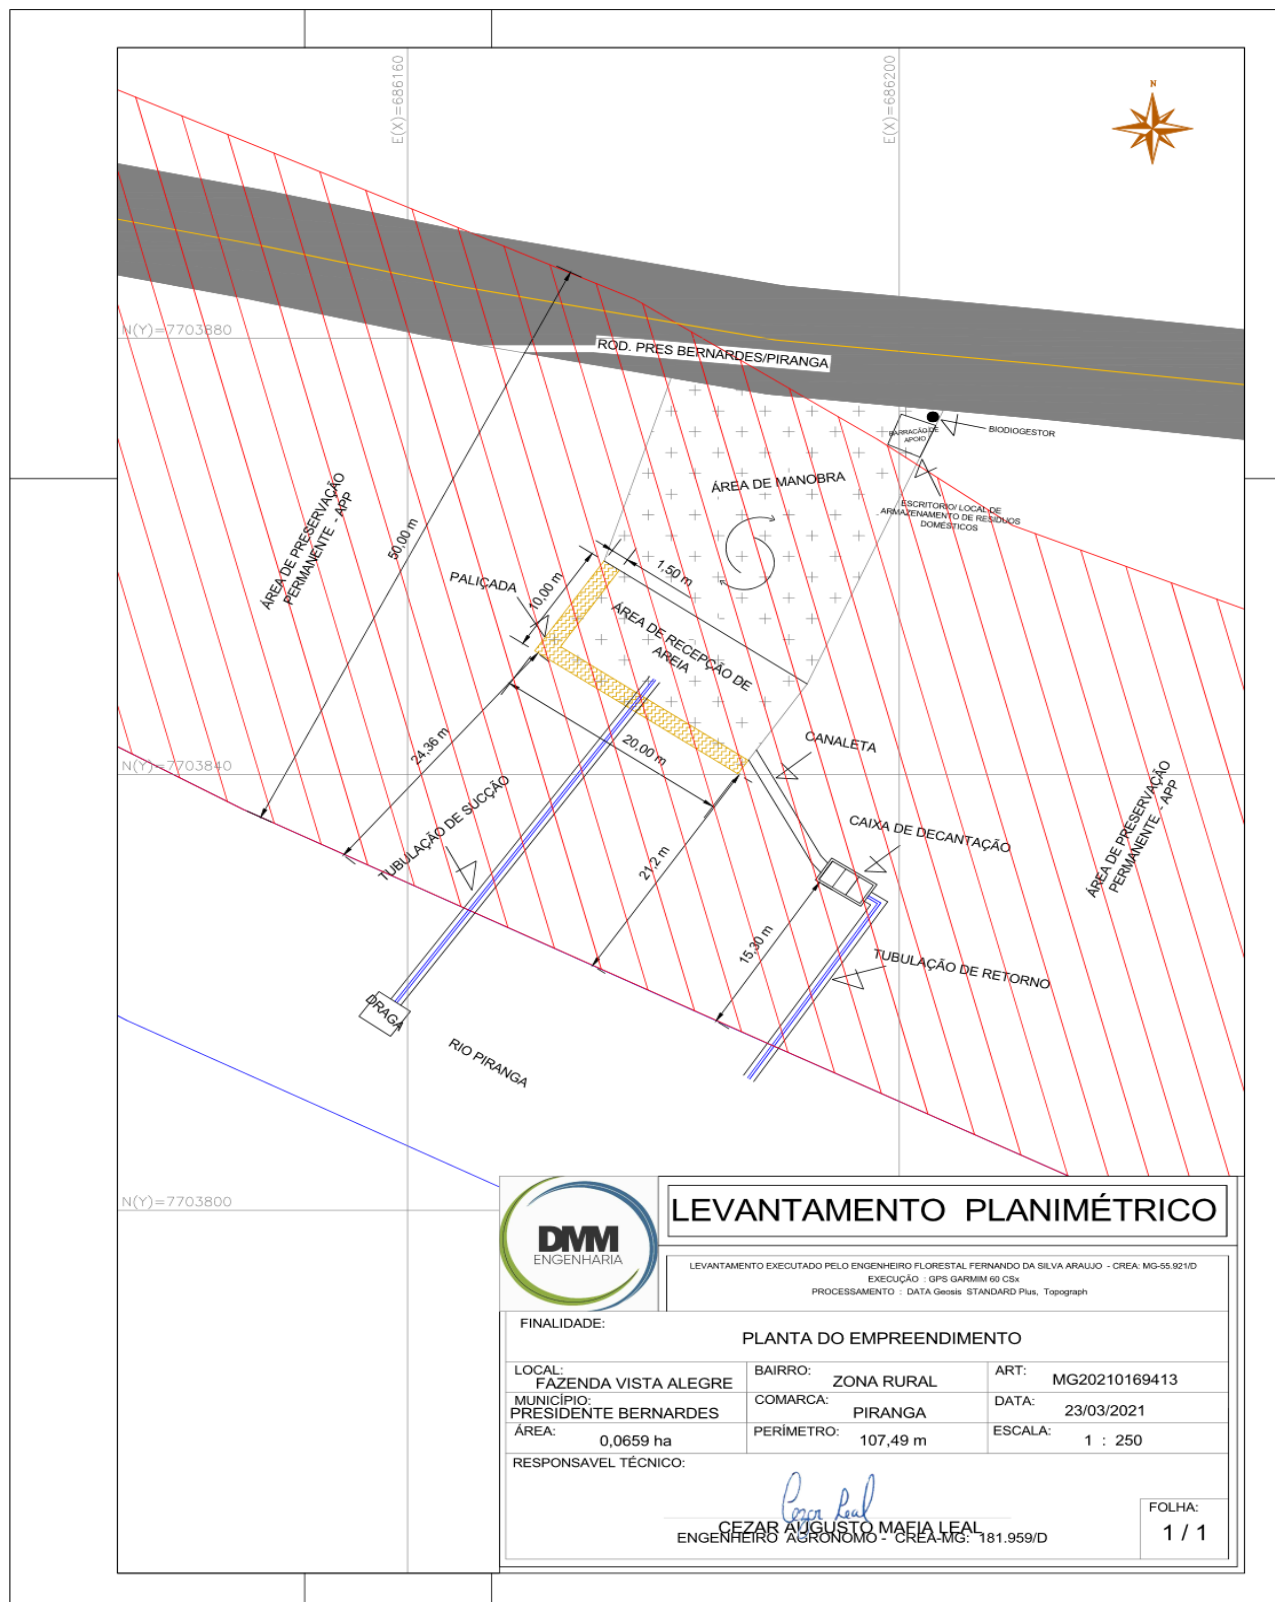 E(X)=686160
E(X)=686200
N
N(Y)=7703880
ROD. PRES BERNARDES/PIRANGA
BARRACÃO DE
APOIO
BIODIOGESTOR
ÁREA DE MANOBRA
ESCRITORIO/ LOCAL DE
ARMAZENAMENTO DE RESIDUOS
DOMÉSTICOS
ÁREA DE PRESERVAÇÃO
PERMANENTE - APP
50,00 m
PALIÇADA
10,00 m
1,50 m
ÁREA DE RECEPÇÃO DE
AREIA
24,36 m
20,00 m
CANALETA
N(Y)=7703840
TUBULAÇÃO DE SUCÇÃO
21,2 m
CAIXA DE DECANTAÇÃO
ÁREA DE PRESERVAÇÃO
PERMANENTE - APP
15,30 m
TUBULAÇÃO DE RETORNO
DRAGA
RIO PIRANGA
N(Y)=7703800
DMM
ENGENHARIA
LEVANTAMENTO PLANIMÉTRICO
LEVANTAMENTO EXECUTADO PELO ENGENHEIRO FLORESTAL FERNANDO DA SILVA ARAUJO - CREA: MG-55.921/D
EXECUÇÃO : GPS GARMIM 60 CSx
PROCESSAMENTO : DATA Geosis STANDARD Plus, Topograph
FINALIDADE:
PLANTA DO EMPREENDIMENTO
LOCAL:
FAZENDA VISTA ALEGRE
BAIRRO:
ZONA RURAL
ART:
MG20210169413
MUNICÍPIO:
PRESIDENTE BERNARDES
COMARCA:
PIRANGA
DATA:
23/03/2021
ÁREA:
0,0659 ha
PERÍMETRO:
107,49 m
ESCALA:
1 : 250
RESPONSAVEL TÉCNICO:
Cezar Leal
CEZAR AUGUSTO MAFIA LEAL
ENGENHEIRO AGRONOMO - CREA-MG: 181.959/D
FOLHA:
1 / 1